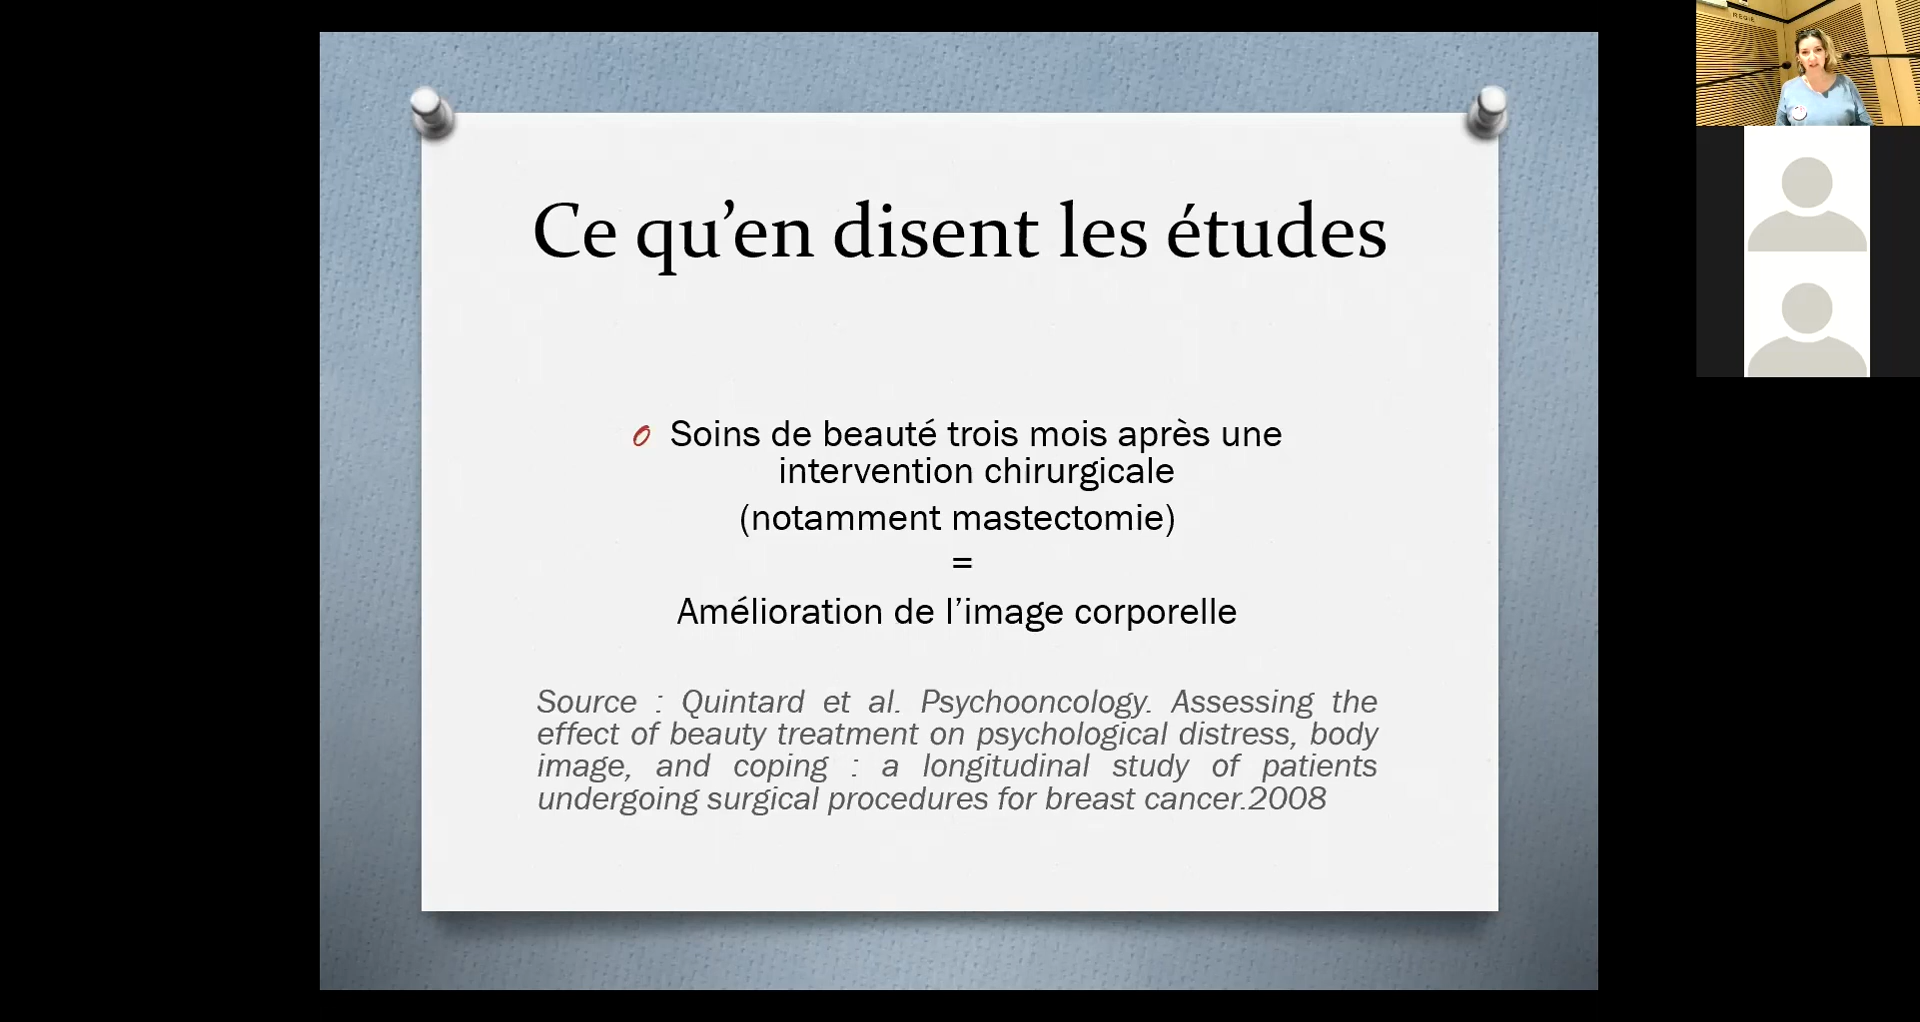 REGIE
Ce qu’en disent les études
Soins de beauté trois mois après une
intervention chirurgicale
(notamment mastectomie)
=
Amélioration de l’image corporelle
Source : Quintard et al. Psychooncology. Assessing the
effect of beauty treatment on psychological distress, body
image, and coping : a longitudinal study of patients
undergoing surgical procedures for breast cancer.2008